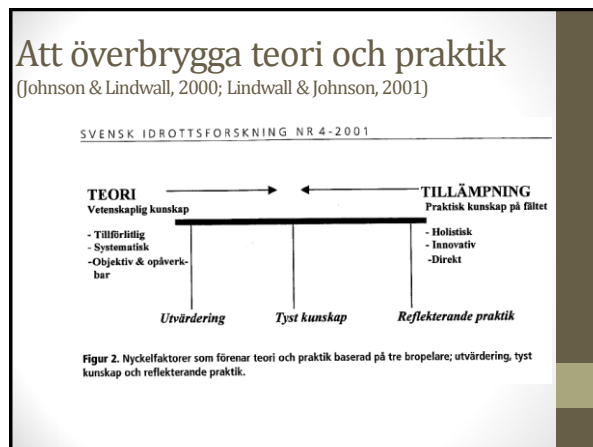 Att överbrygga teori och praktik
(Johnson & Lindwall, 2000; Lindwall & Johnson, 2001)
SVENSK IDROTTSFORSKNING NR 4-2001
TEORI
Vetenskaplig kunskap
- Tillförlitlig
- Systematisk
-Objektiv & opåverk-
bar
TILLÄMPNING
Praktisk kunskap på fältet
- Holistisk
- Innovativ
-Direkt
Utvärdering
Tyst kunskap
Reflekterande praktik
Figur 2. Nyckelfaktorer som förenar teori och praktik baserad på tre bropelare; utvärdering, tyst
kunskap och reflekterande praktik.